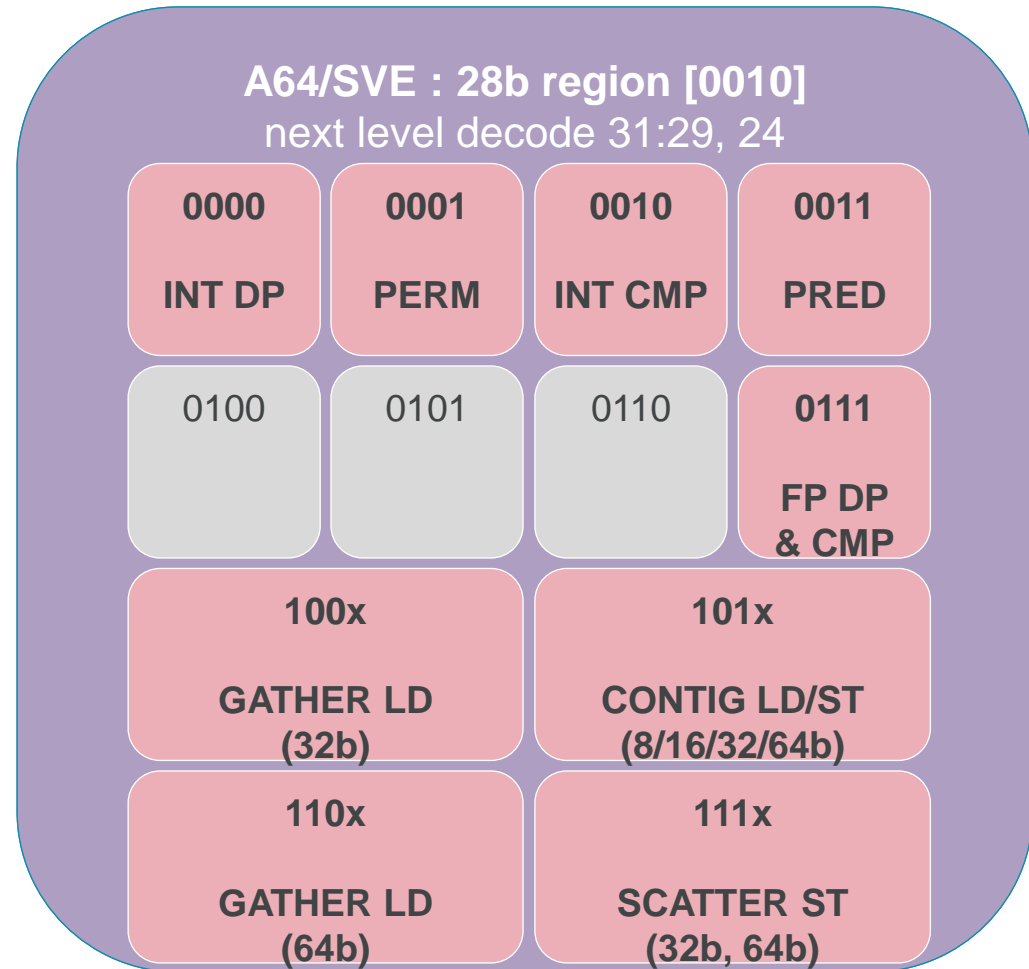 A64/SVE : 28b region [0010]
next level decode 31:29, 24
0000
INT DP
0001
PERM
0010
INT CMP
0011
PRED
0100
0101
0110
0111
FP DP
& CMP
100x
GATHER LD
(32b)
101x
CONTIG LD/ST
(8/16/32/64b)
110x
GATHER LD
(64b)
111x
SCATTER ST
(32b, 64b)